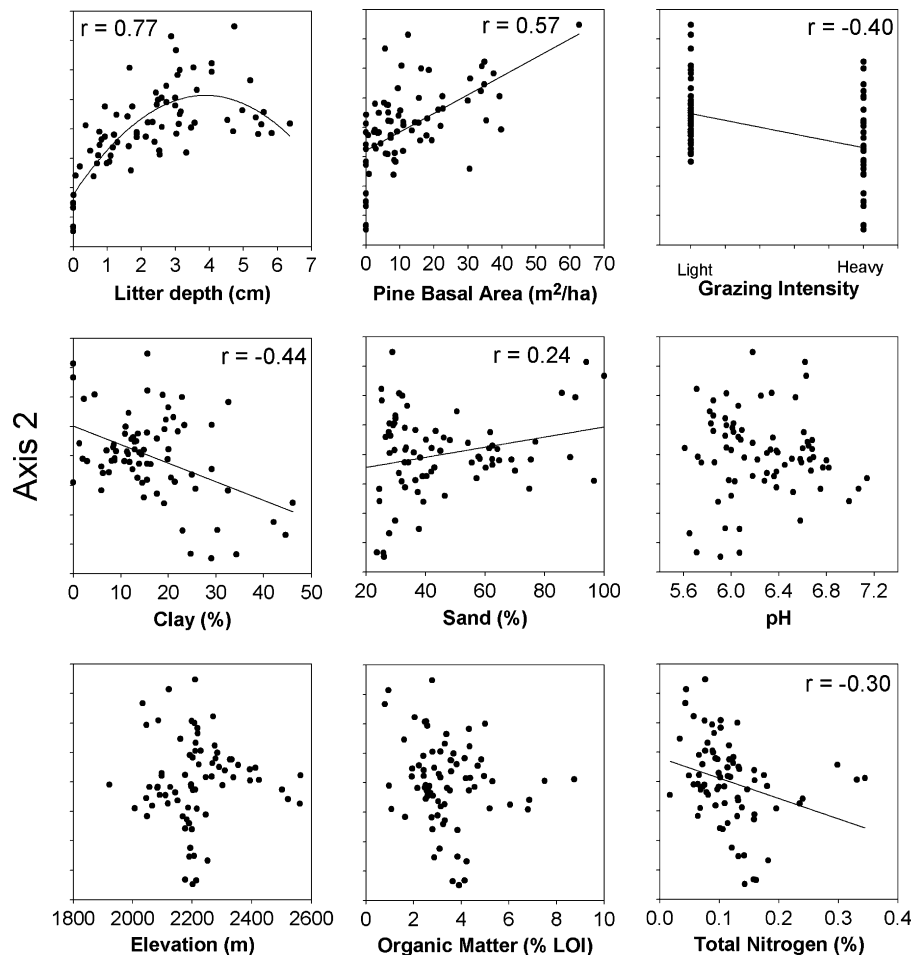 r = 0.77
r = 0.57
r = -0.40
0 1 2 3 4 5 6 7
0 10 20 30 40 50 60 70
Light Heavy
Litter depth (cm)
Pine Basal Area (m²/ha)
Grazing Intensity
Axis 2
r = -0.44
r = 0.24
0 10 20 30 40 50
20 40 60 80 100
5.6 6.0 6.4 6.8 7.2
Clay (%)
Sand (%)
pH
r = -0.30
1800 2000 2200 2400 2600
0 2 4 6 8 10
0.0 0.1 0.2 0.3 0.4
Elevation (m)
Organic Matter (% LOI)
Total Nitrogen (%)